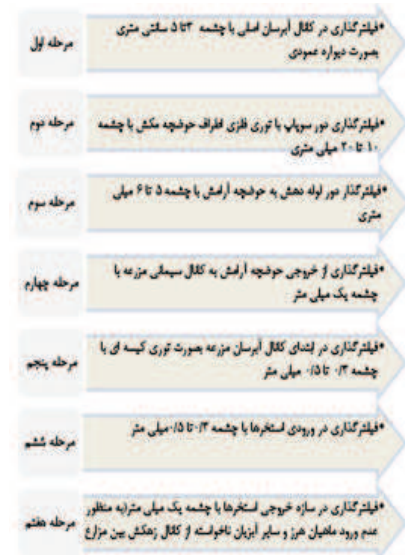 مرحله اول
•فیلترگذاری در کانال آبرسان اصلی با چشمه ۳تا ۵ سانتی متری
بصورت دیواره عمودی
مرحله دوم
•فیلترگذاری دور سوپاپ با توری فلزی اطراف حوضچه مکش با چشمه
۱۰ تا ۲۰ میلی متری
مرحله سوم
•فیلترگذار دور لوله دهش به حوضچه آرامش با چشمه ۵ تا ۶ میلی
متری
مرحله چهارم
•فیلترگذاری از خروجی حوضچه آرامش به کانال سیمانی مزرعه با
چشمه یک میلی متر
مرحله پنجم
•فیلترگذاری در ابتدای کانال آبرسان مزرعه بصورت توری کیسه ای با
چشمه ۰/۳ تا ۰/۵ میلی متر
مرحله ششم
•فیلترگذاری در ورودی استخرها با چشمه ۰/۳ تا ۰/۵ میلی متر
مرحله هفتم
•فیلترگذاری در سازه خروجی استخرها با چشمه یک میلی متر(به منظور
عدم ورود ماهیان هرز و سایر آبزیان ناخواسته از کانال زهکش بین مزارع